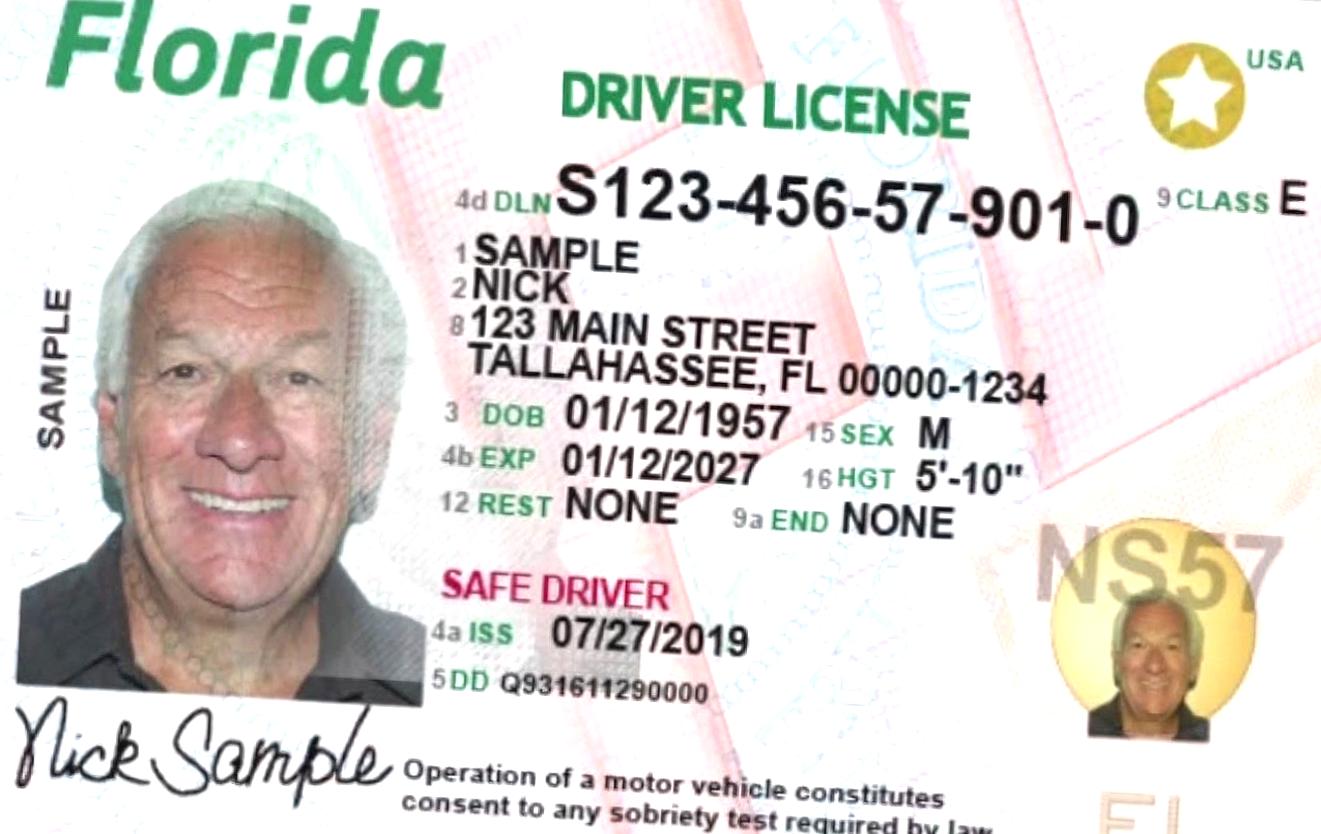 Florida
DRIVER LICENSE
USA
4d DLN S123-456-57-901-0 9 CLASS E
1 SAMPLE
2 NICK
8 123 MAIN STREET
TALLAHASSEE, FL 00000-1234
3 DOB 01/12/1957 15 SEX M
4b EXP 01/12/2027 16 HGT 5'-10"
12 REST NONE 9a END NONE
SAFE DRIVER
4a ISS 07/27/2019
5 DD Q931611290000
SAMPLE
NS57
Nick Sample
Operation of a motor vehicle constitutes
consent to any sobriety test required by law